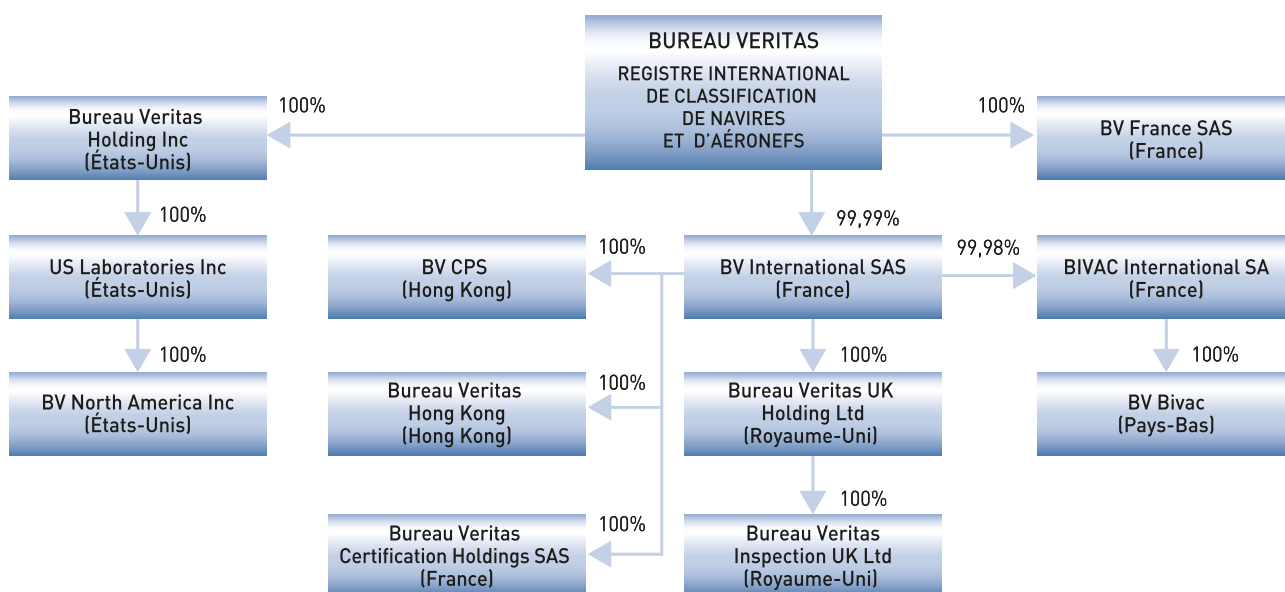 BUREAU VERITAS
REGISTRE INTERNATIONAL
DE CLASSIFICATION
DE NAVIRES
ET D'AÉRONEFS
100%
100%
Bureau Veritas
Holding Inc
(États-Unis)
BV France SAS
(France)
100%
99,99%
US Laboratories Inc
(États-Unis)
100%
BV CPS
(Hong Kong)
BV International SAS
(France)
99,98%
BIVAC International SA
(France)
100%
100%
100%
BV North America Inc
(États-Unis)
Bureau Veritas
Hong Kong
(Hong Kong)
100%
Bureau Veritas UK
Holding Ltd
(Royaume-Uni)
BV Bivac
(Pays-Bas)
100%
Bureau Veritas
Certification Holdings SAS
(France)
100%
Bureau Veritas
Inspection UK Ltd
(Royaume-Uni)